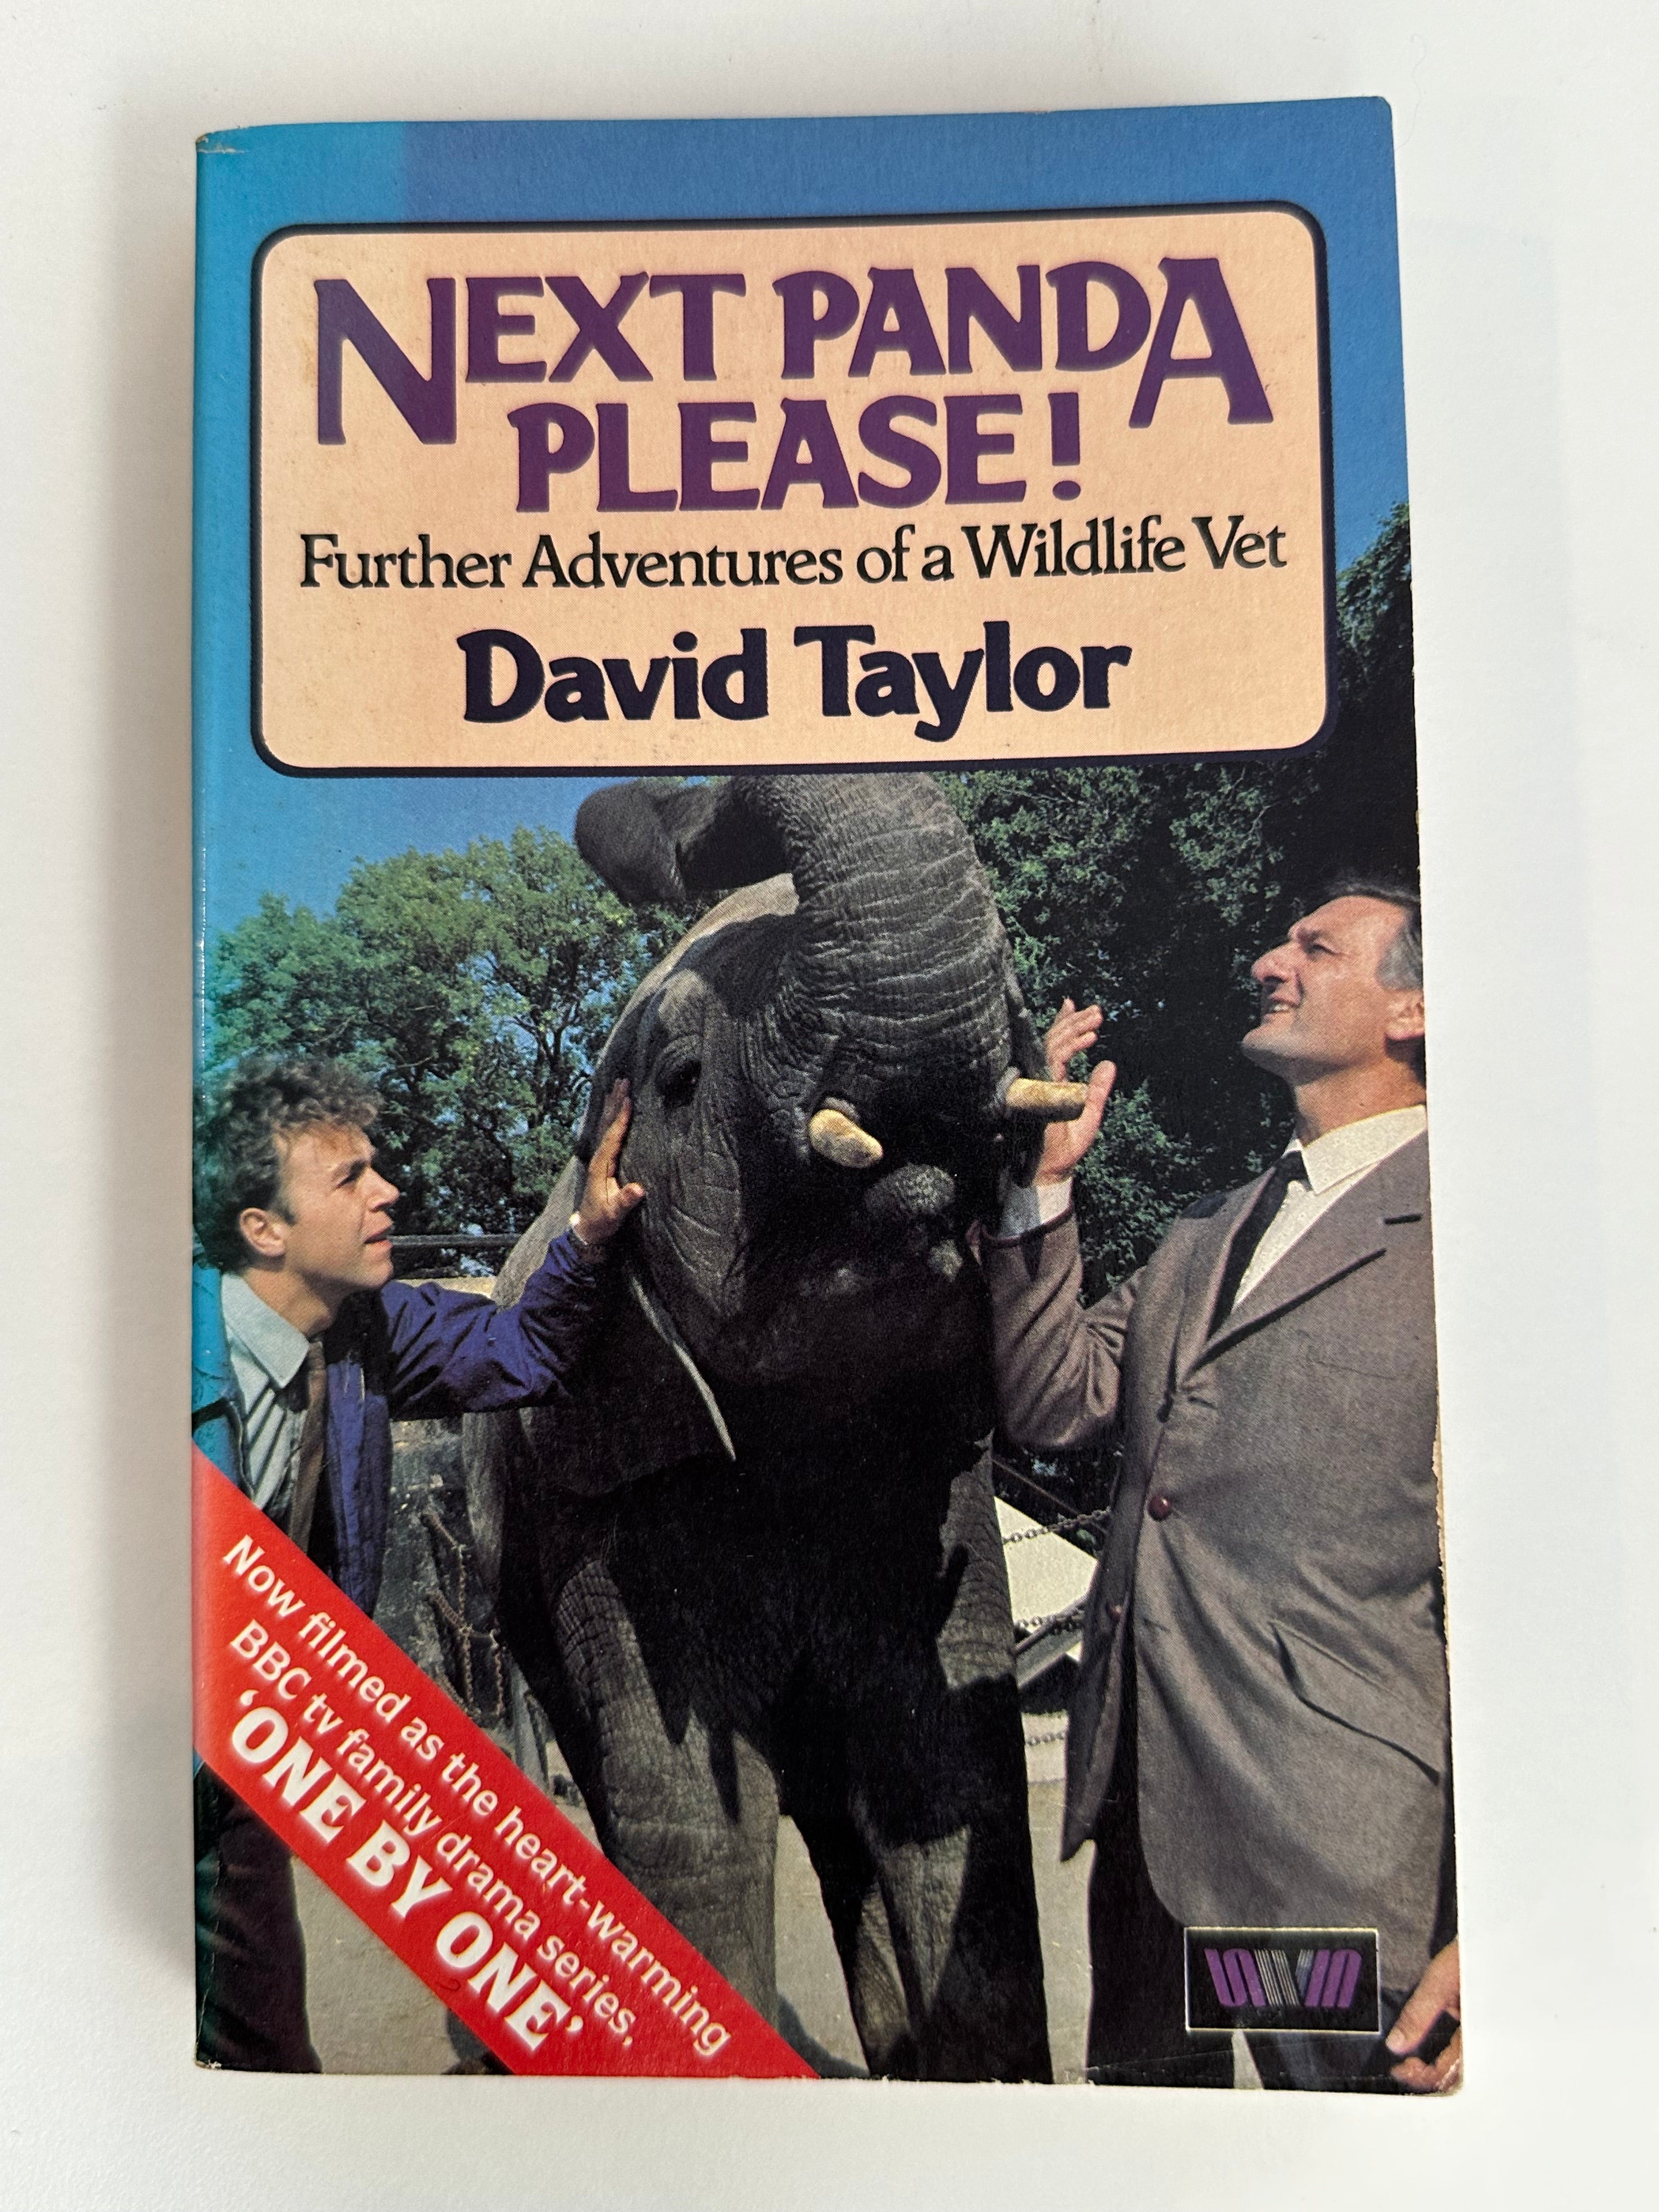 NEXT PANDA
PLEASE!
Further Adventures of a Wildlife Vet
David Taylor
Now filmed as the heart-warming
BBC tv family drama series,
‘ONE BY ONE’
UNWIN